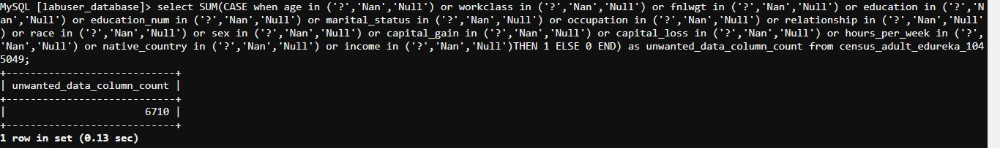 MySQL [labuser_database]> select SUM(CASE when age in ('?','Nan','Null') or workclass in ('?','Nan','Null') or fnlwgt in ('?','Nan','Null') or education in ('?','N
an','Null') or education_num in ('?','Nan','Null') or marital_status in ('?','Nan','Null') or occupation in ('?','Nan','Null') or relationship in ('?','Nan','Null'
) or race in ('?','Nan','Null') or sex in ('?','Nan','Null') or capital_gain in ('?','Nan','Null') or capital_loss in ('?','Nan','Null') or hours_per_week in ('?',
'Nan','Null') or native_country in ('?','Nan','Null') or income in ('?','Nan','Null')THEN 1 ELSE 0 END) as unwanted_data_column_count from census_adult_edureka_104
5049;
+----------------------------+
| unwanted_data_column_count |
+----------------------------+
|                       6710 |
+----------------------------+
1 row in set (0.13 sec)